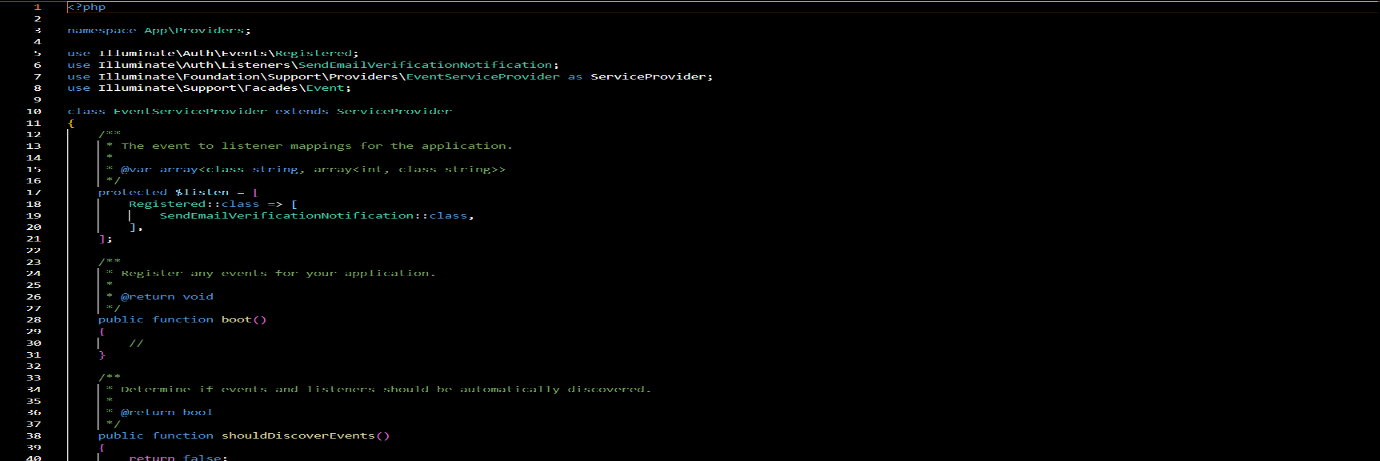 1 <?php
2
3 namespace App\Providers;
4
5 use Illuminate\Auth\Events\Registered;
6 use Illuminate\Auth\Listeners\SendEmailVerificationNotification;
7 use Illuminate\Foundation\Support\Providers\EventServiceProvider as ServiceProvider;
8 use Illuminate\Support\Facades\Event;
9
10 class EventServiceProvider extends ServiceProvider
11 {
12 /**
13 * The event to listener mappings for the application.
14 *
15 * @var array<class-string, array<int, class-string>>
16 */
17 protected $listen = [
18 Registered::class => [
19 SendEmailVerificationNotification::class,
20 ],
21 ];
22
23 /**
24 * Register any events for your application.
25 *
26 * @return void
27 */
28 public function boot()
29 {
30 //
31 }
32
33 /**
34 * Determine if events and listeners should be automatically discovered.
35 *
36 * @return bool
37 */
38 public function shouldDiscoverEvents()
39 {
40 return false;